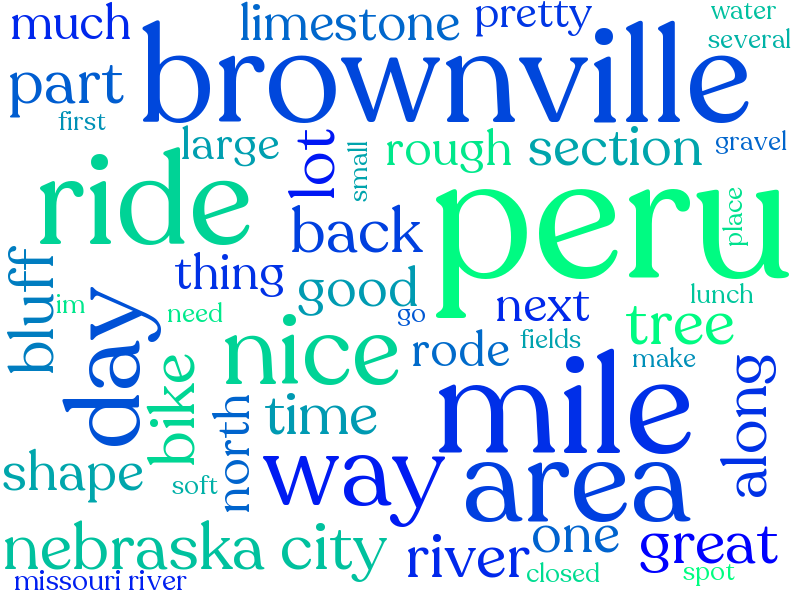 much
limestone
pretty
water
several
part
brownville
first
large
lot
small
rough
section
gravel
ride
back
peru
place
bluff
thing
good
next
lunch
im
need
go
tree
day
nice
rode
fields
make
bike
mile
along
north
time
shape
soft
way
area
nebraska city
river
one
great
closed
spot
missouri river